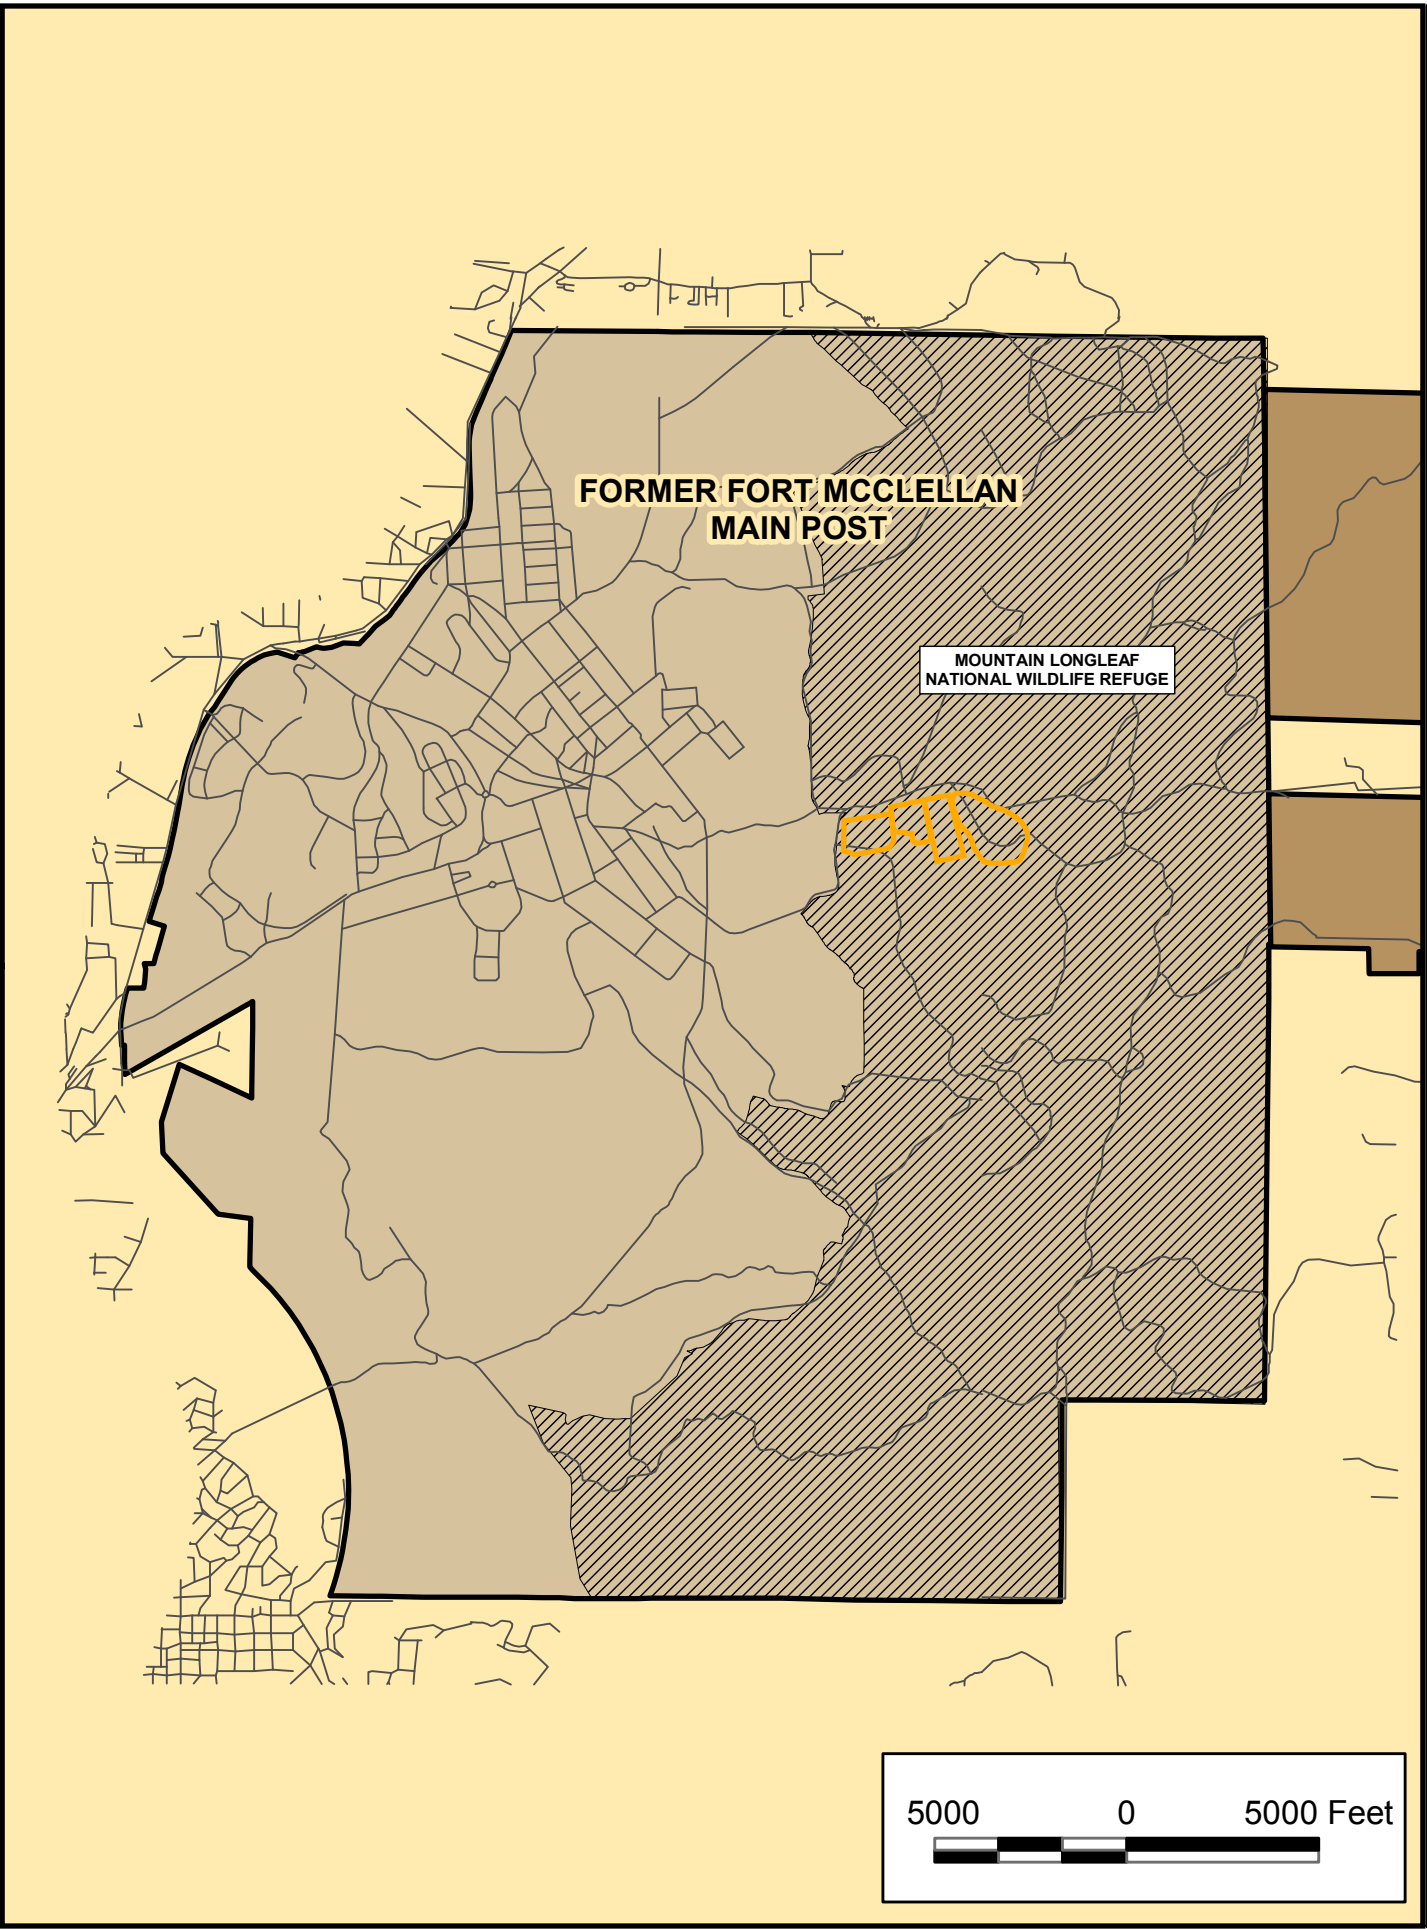 FORMER FORT MCCLELLAN
MAIN POST
MOUNTAIN LONGLEAF
NATIONAL WILDLIFE REFUGE
5000 0 5000 Feet